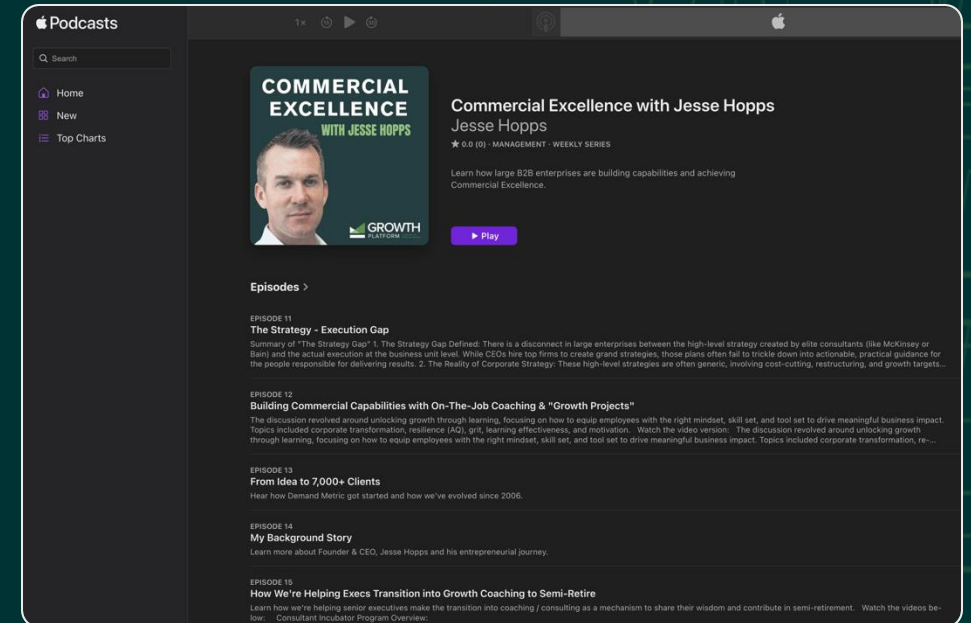 Podcasts
1×
15
30
Search
Home
New
Top Charts
COMMERCIAL
EXCELLENCE
WITH JESSE HOPPS
GROWTH
PLATFORM
Commercial Excellence with Jesse Hopps
Jesse Hopps
★ 0.0 (0) · MANAGEMENT · WEEKLY SERIES
Learn how large B2B enterprises are building capabilities and achieving
Commercial Excellence.
Play
Episodes >
EPISODE 11
The Strategy - Execution Gap
Summary of "The Strategy Gap" 1. The Strategy Gap Defined: There is a disconnect in large enterprises between the high-level strategy created by elite consultants (like McKinsey or
Bain) and the actual execution at the business unit level. While CEOs hire top firms to create grand strategies, those plans often fail to trickle down into actionable, practical guidance for
the people responsible for delivering results. 2. The Reality of Corporate Strategy: These high-level strategies are often generic, involving cost-cutting, restructuring, and growth targets...
EPISODE 12
Building Commercial Capabilities with On-The-Job Coaching & "Growth Projects"
The discussion revolved around unlocking growth through learning, focusing on how to equip employees with the right mindset, skill set, and tool set to drive meaningful business impact.
Topics included corporate transformation, resilience (AQ), grit, learning effectiveness, and motivation. Watch the video version: The discussion revolved around unlocking growth
through learning, focusing on how to equip employees with the right mindset, skill set, and tool set to drive meaningful business impact. Topics included corporate transformation, re-...
EPISODE 13
From Idea to 7,000+ Clients
Hear how Demand Metric got started and how we've evolved since 2006.
EPISODE 14
My Background Story
Learn more about Founder & CEO, Jesse Hopps and his entrepreneurial journey.
EPISODE 15
How We're Helping Execs Transition into Growth Coaching to Semi-Retire
Learn how we're helping senior executives make the transition into coaching / consulting as a mechanism to share their wisdom and contribute in semi-retirement. Watch the videos be-
low: Consultant Incubator Program Overview: